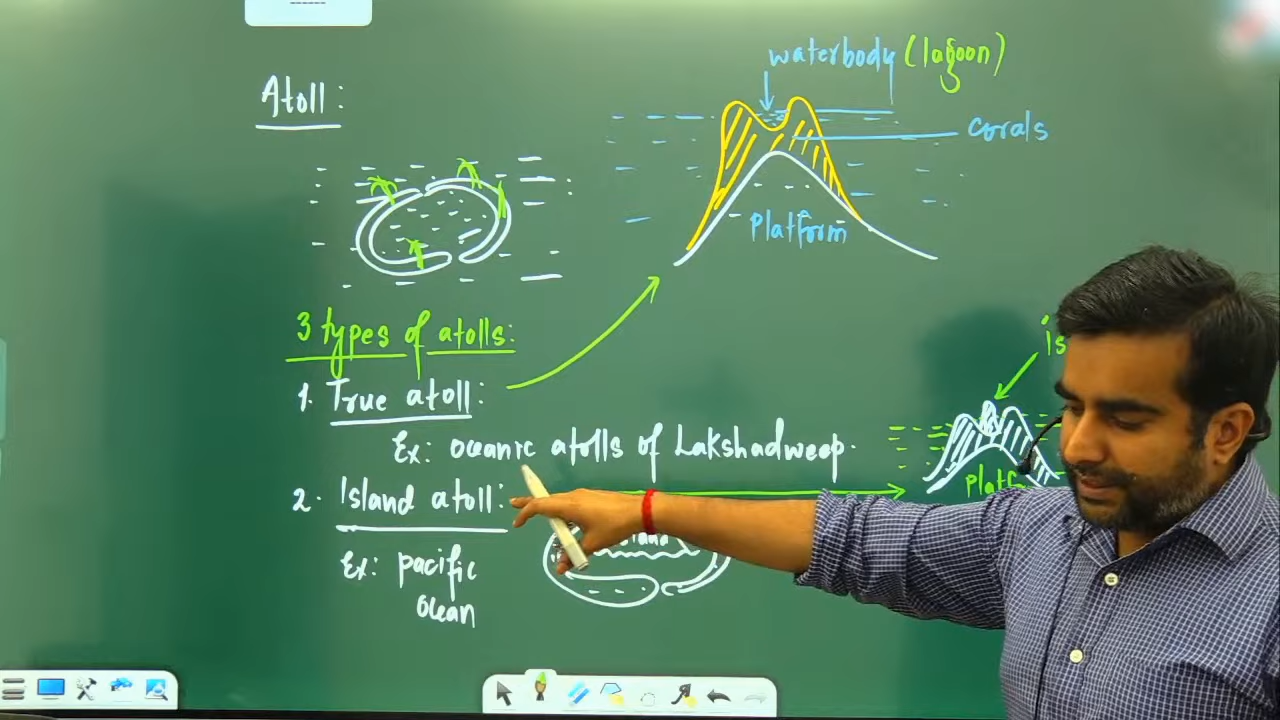 Atoll:
waterbody (lagoon)
corals
Platform
3 types of atolls:
1. True atoll:
Ex: oceanic atolls of Lakshadweep.
2. Island atoll:
Ex: pacific
ocean